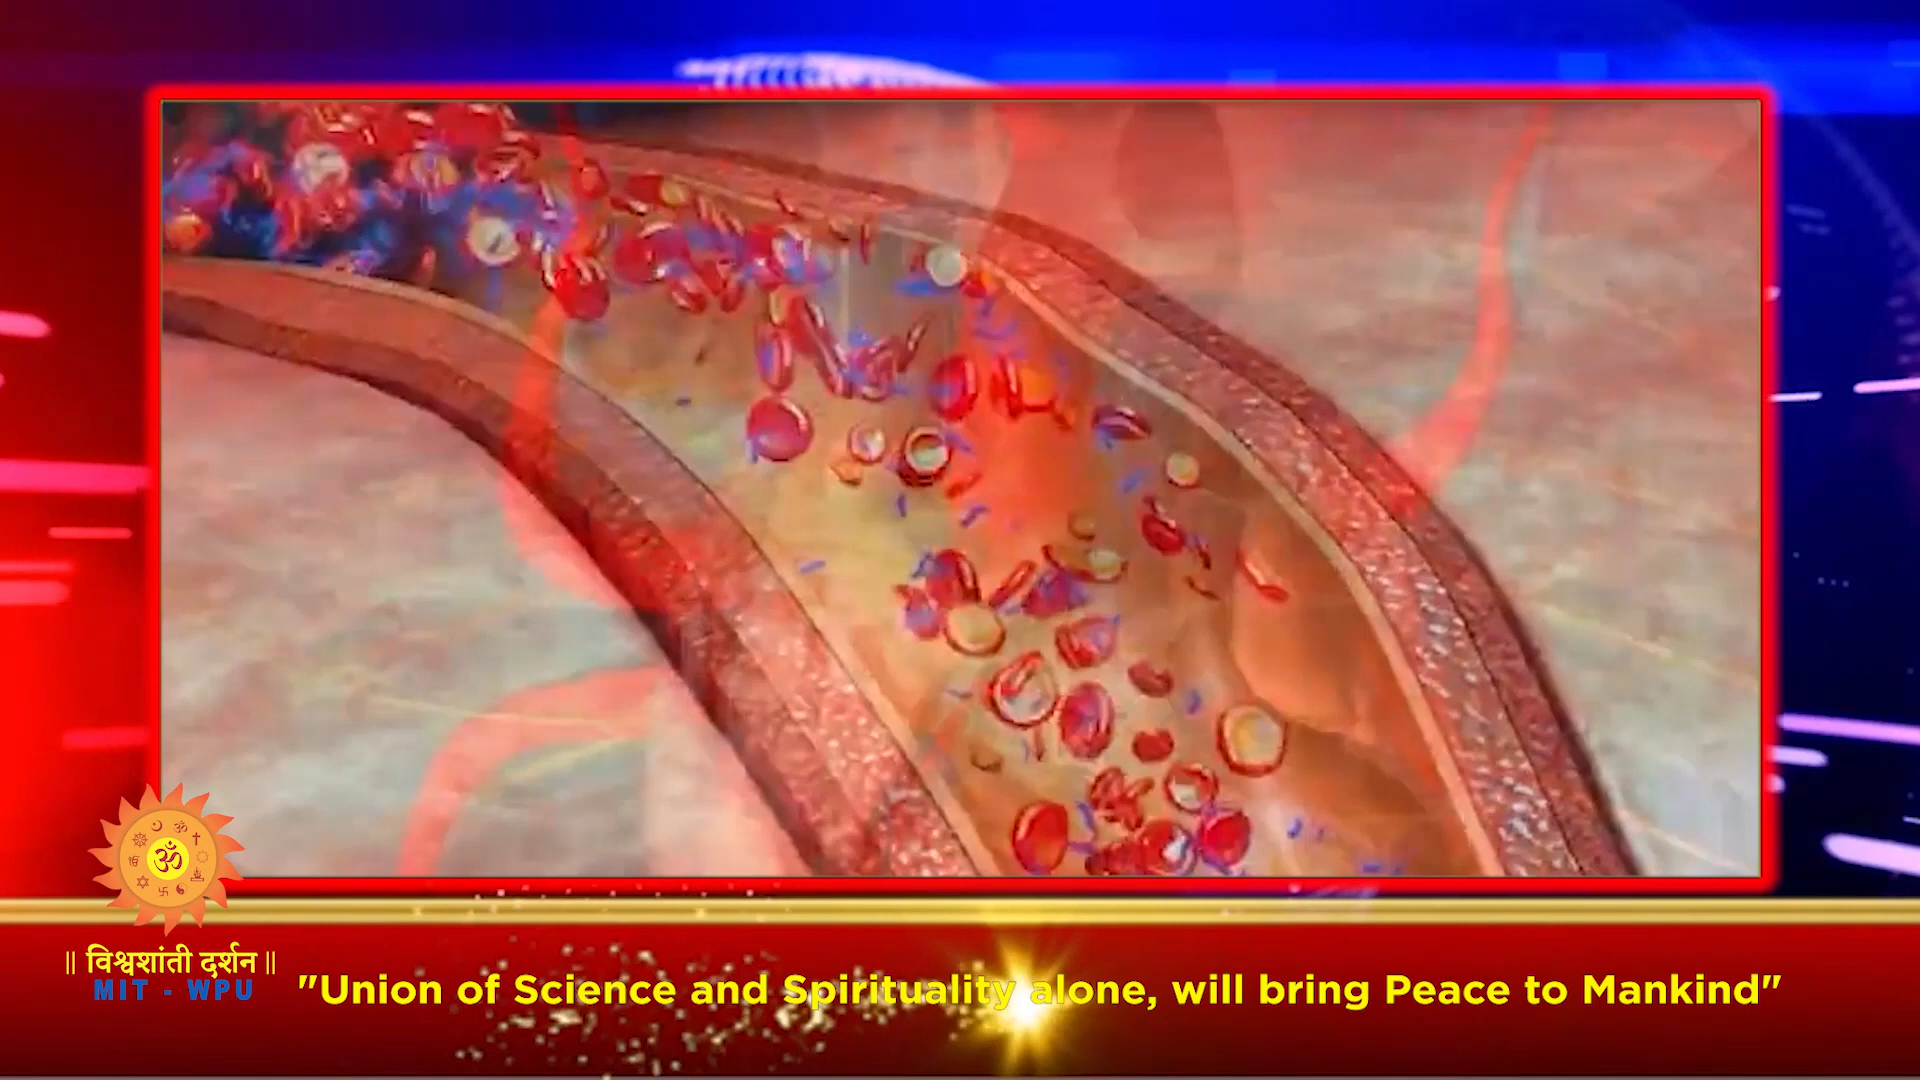 ॥ विश्वशांती दर्शन ॥
MIT - WPU
"Union of Science and Spirituality alone, will bring Peace to Mankind"